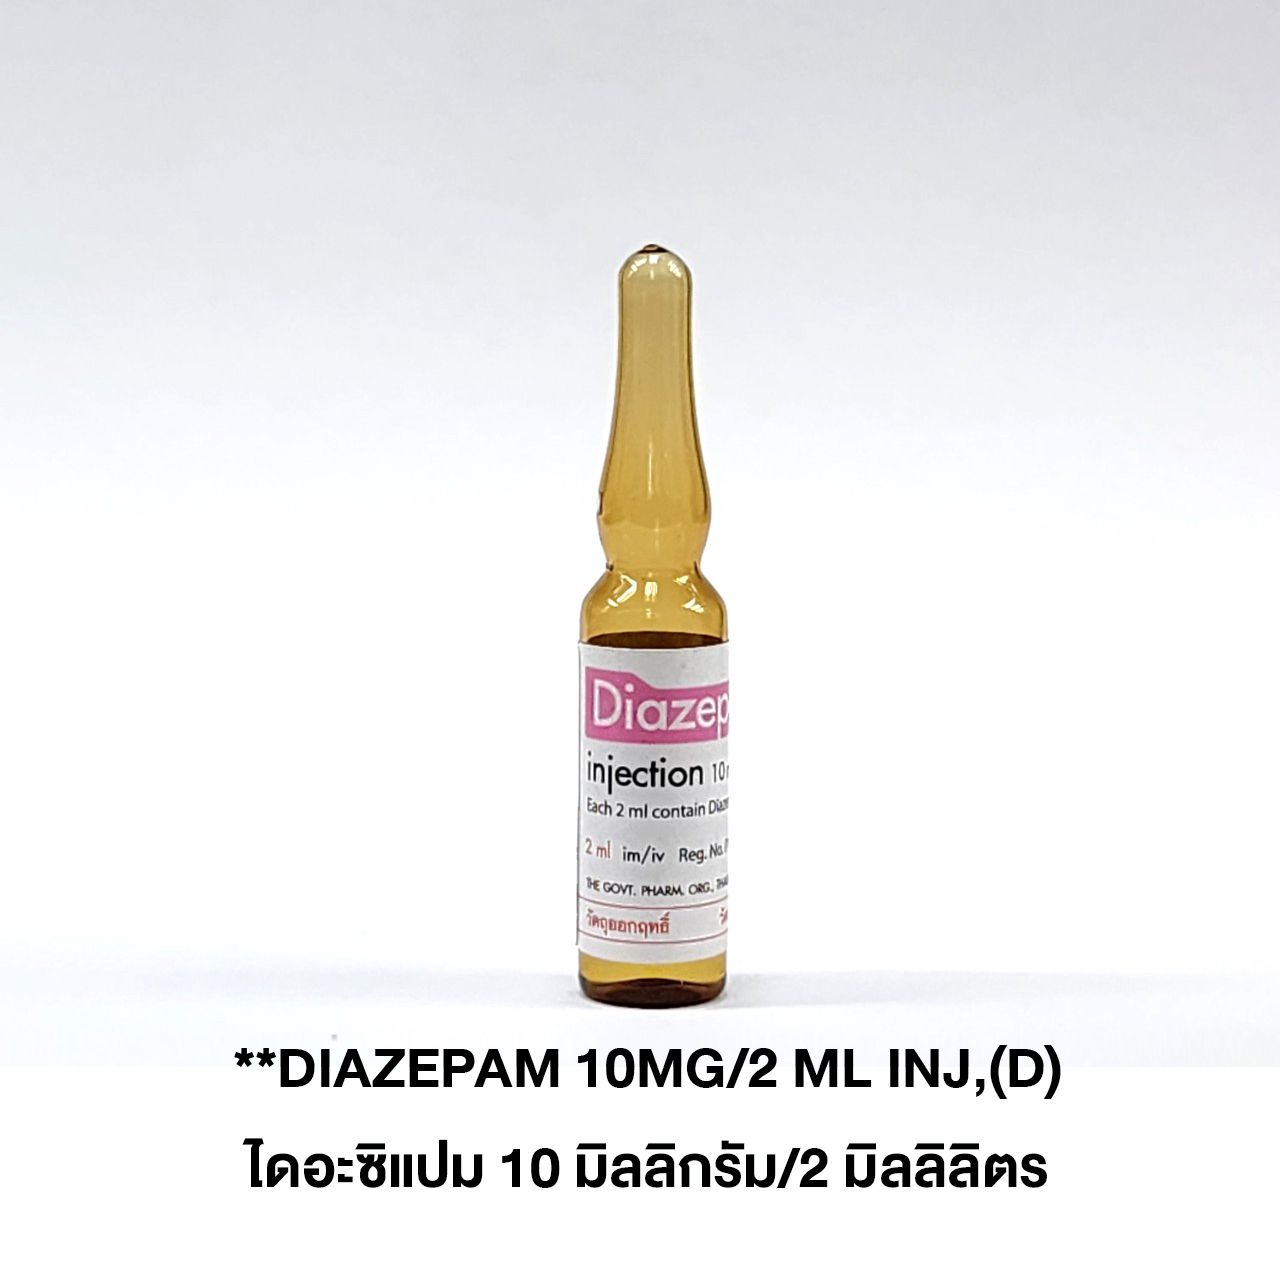 Diazep
injection 10
Each 2 ml contain Diaze
2 ml im/iv Reg. No.
THE GOVT. PHARM. ORG., THA
วัตถุออกฤทธิ์
**DIAZEPAM 10MG/2 ML INJ,(D)
ไดอะซิแปม 10 มิลลิกรัม/2 มิลลิลิตร